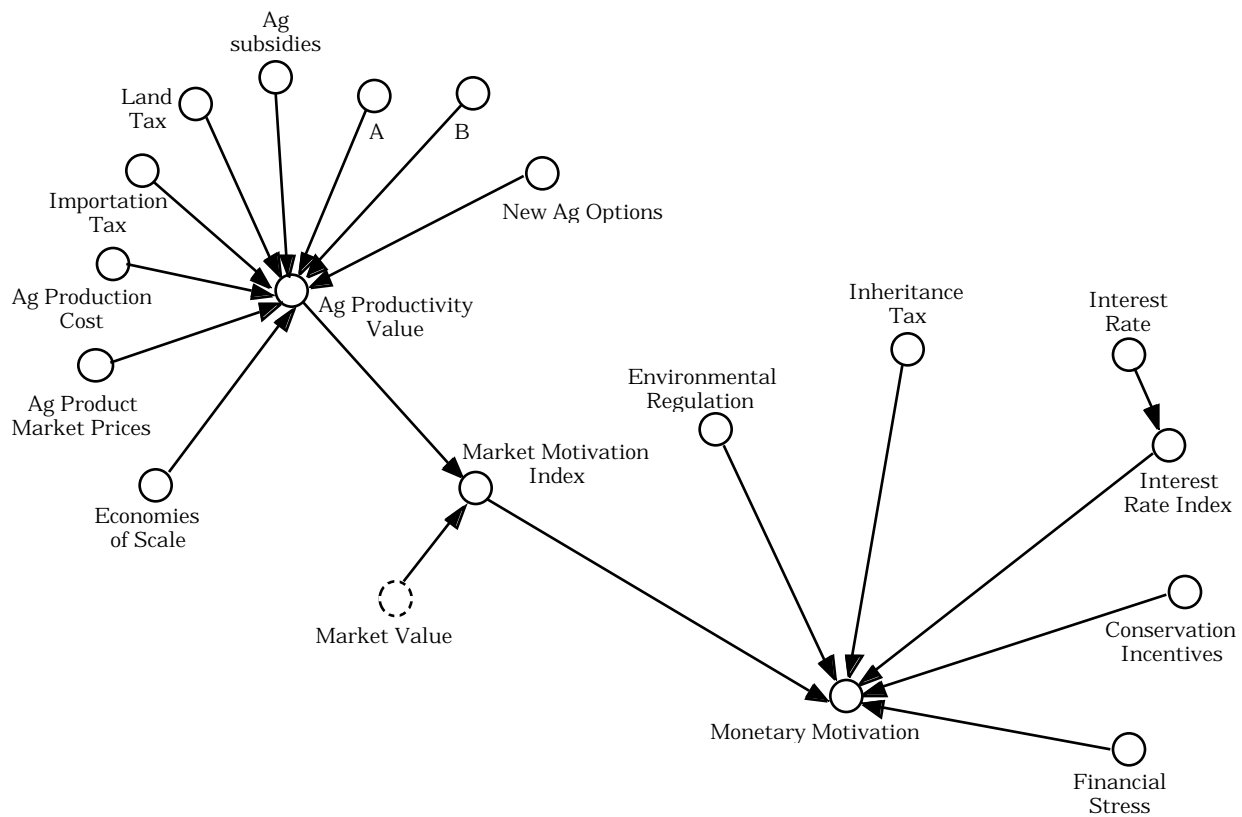 Ag
subsidies
Land
Tax
A
B
Importation
Tax
New Ag Options
Ag Production
Cost
Ag Productivity
Value
Inheritance
Tax
Interest
Rate
Environmental
Regulation
Ag Product
Market Prices
Market Motivation
Index
Interest
Rate Index
Economies
of Scale
Market Value
Conservation
Incentives
Monetary Motivation
Financial
Stress